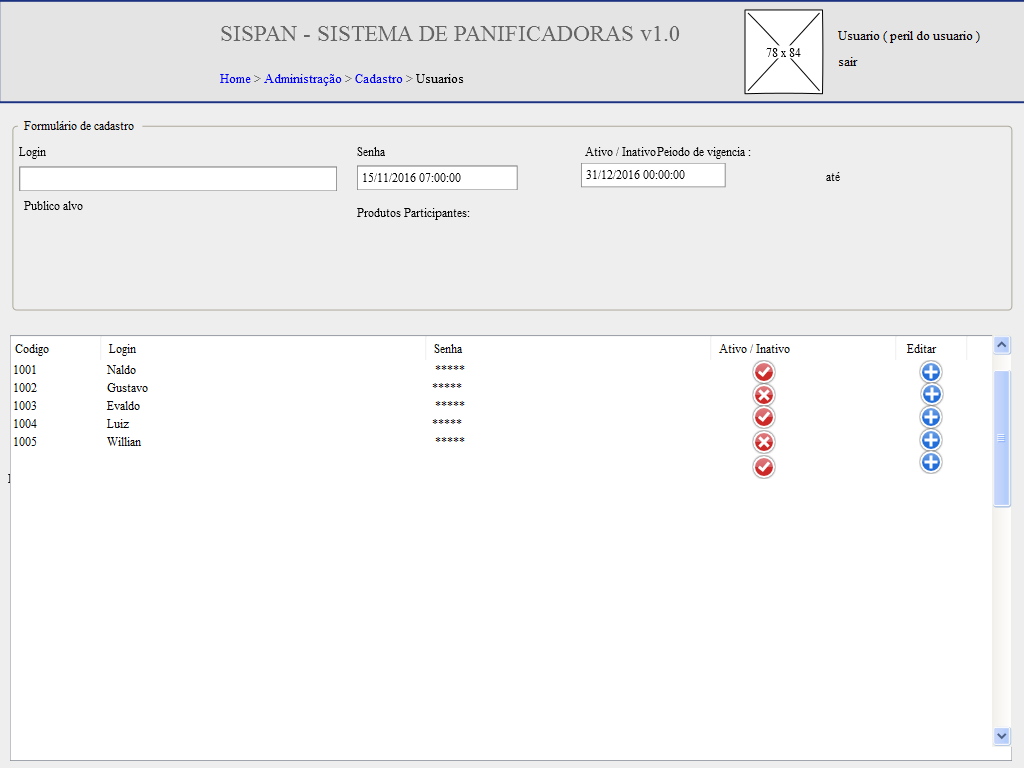 SISPAN - SISTEMA DE PANIFICADORAS v1.0
78 x 84
Usuario ( peril do usuario )
sair
Home > Administração > Cadastro > Usuarios
Formulário de cadastro
Login
Senha
Ativo / InativoPeiodo de vigencia :
15/11/2016 07:00:00
31/12/2016 00:00:00
até
Publico alvo
Produtos Participantes:
Codigo Login Senha Ativo / Inativo Editar
1001 Naldo *****
1002 Gustavo *****
1003 Evaldo *****
1004 Luiz *****
1005 Willian *****